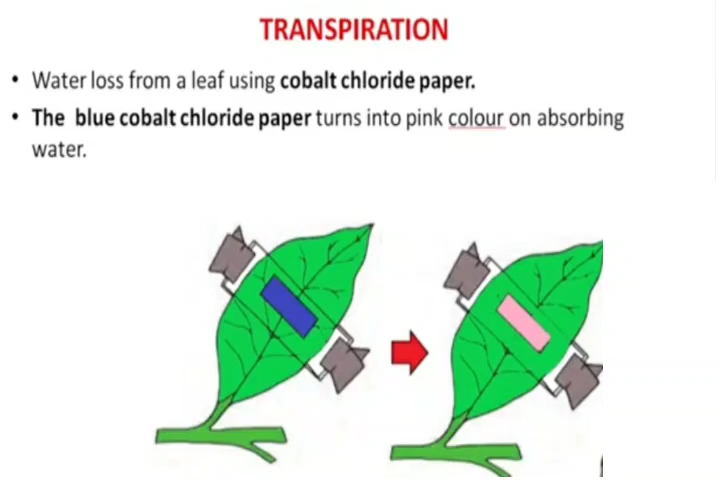 TRANSPIRATION
• Water loss from a leaf using cobalt chloride paper.
• The blue cobalt chloride paper turns into pink colour on absorbing
water.